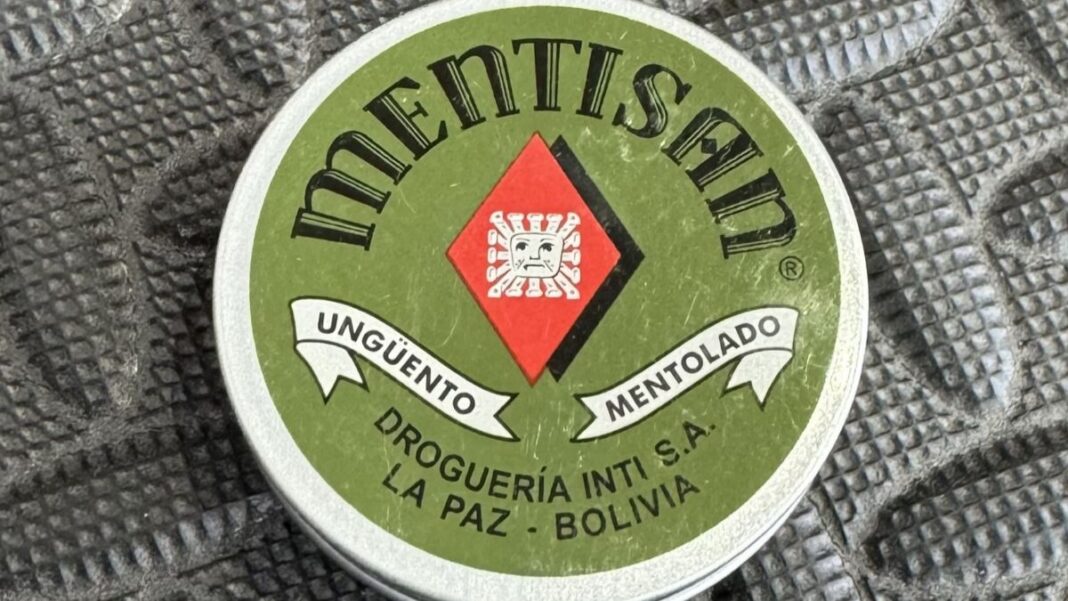 MENTISAN ®
UNGÜENTO MENTOLADO
DROGUERÍA INTI S.A.
LA PAZ - BOLIVIA